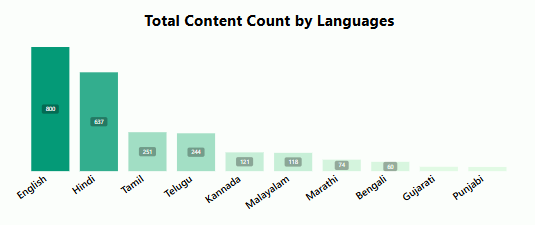 Total Content Count by Languages
800
637
251
244
121
118
74
60
English
Hindi
Tamil
Telugu
Kannada
Malayalam
Marathi
Bengali
Gujarati
Punjabi